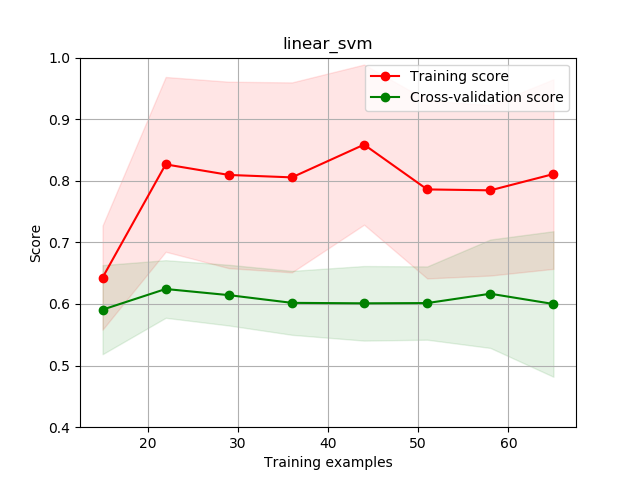 linear_svm
1.0
Training score
Cross-validation score
0.9
0.8
0.7
Score
0.6
0.5
0.4
20 30 40 50 60
Training examples